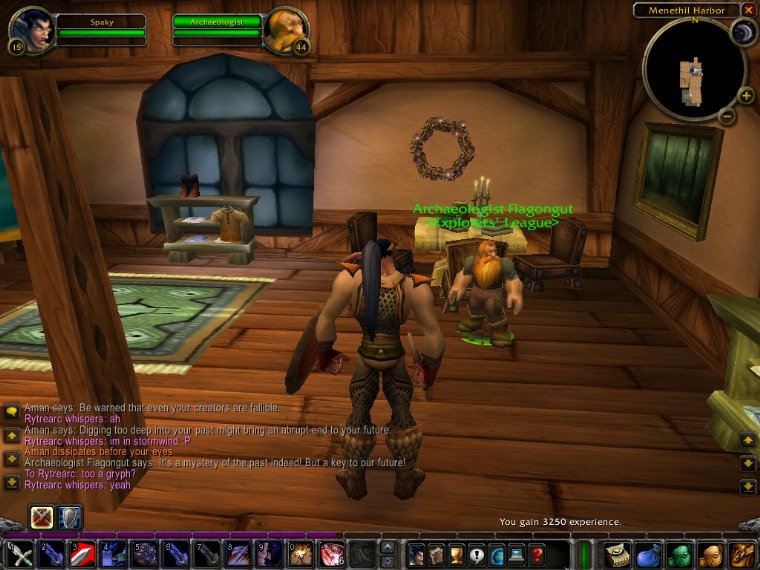 Spaky
Archaeologist
15
44
Menethil Harbor
N
Archaeologist Flagongut
<Explorers' League>
Aman says: Be warned that even your creators are fallible.
Rytrearc whispers: ah
Aman says: Digging too deep into your past might bring an abrupt end to your future.
Rytrearc whispers: im in stormwind :P
Aman dissipates before your eyes.
Archaeologist Flagongut says: It's a mystery of the past indeed! But a key to our future!
To Rytrearc: too a gryph?
Rytrearc whispers: yeah
You gain 3250 experience.